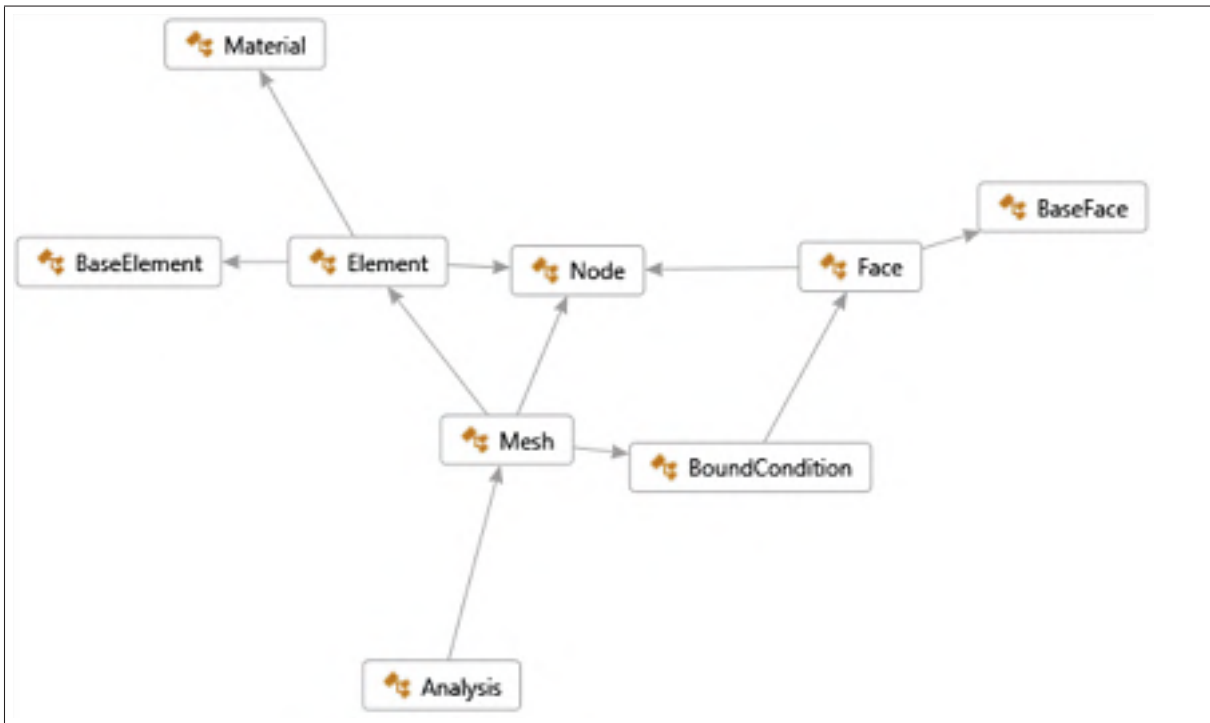 Material
BaseFace
BaseElement
Element
Node
Face
Mesh
BoundCondition
Analysis